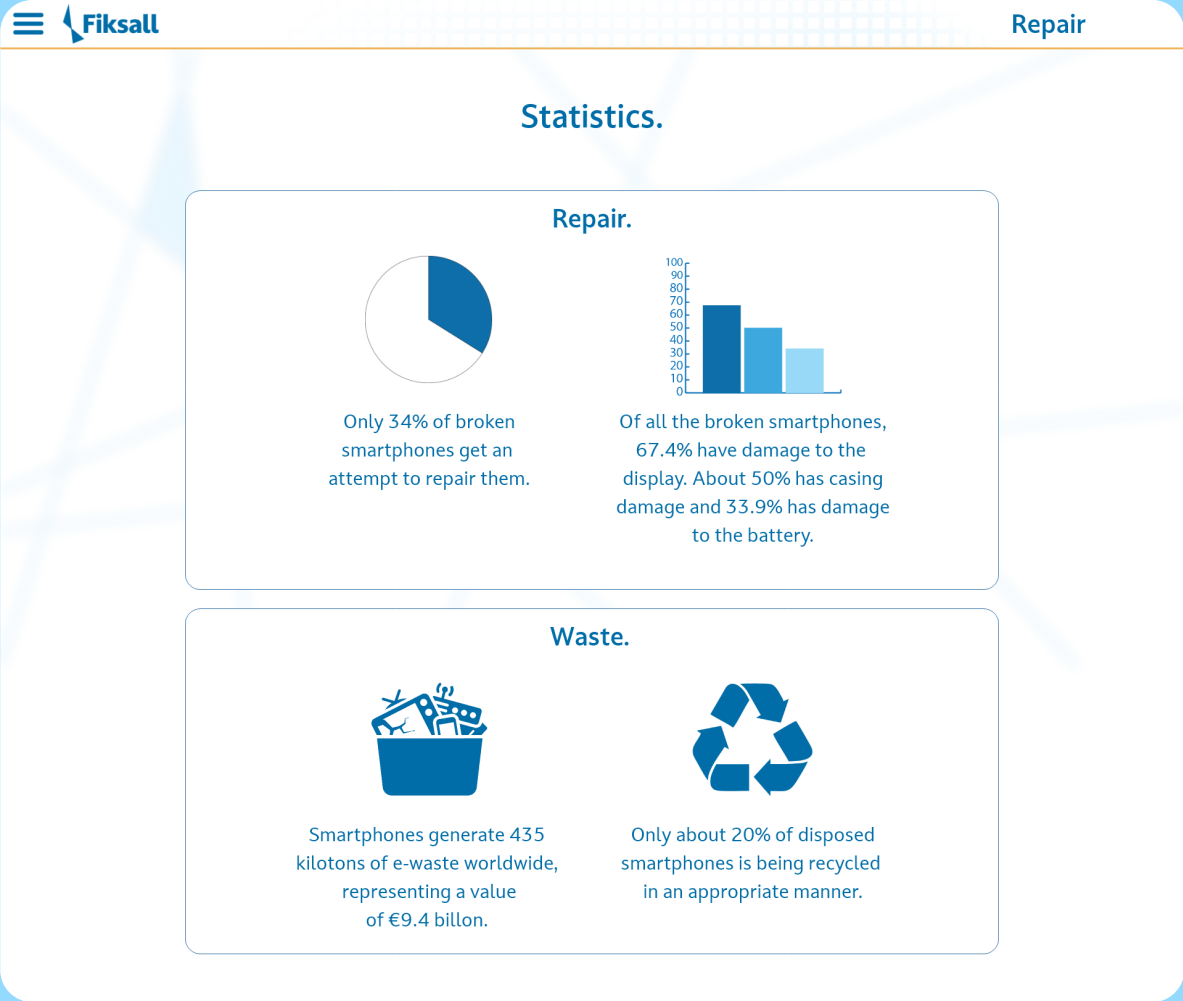 Fiksall
Repair
Statistics.
Repair.
100
90
80
70
60
50
40
30
20
10
0
Only 34% of broken
smartphones get an
attempt to repair them.
Of all the broken smartphones,
67.4% have damage to the
display. About 50% has casing
damage and 33.9% has damage
to the battery.
Waste.
Smartphones generate 435
kilotons of e-waste worldwide,
representing a value
of €9.4 billon.
Only about 20% of disposed
smartphones is being recycled
in an appropriate manner.